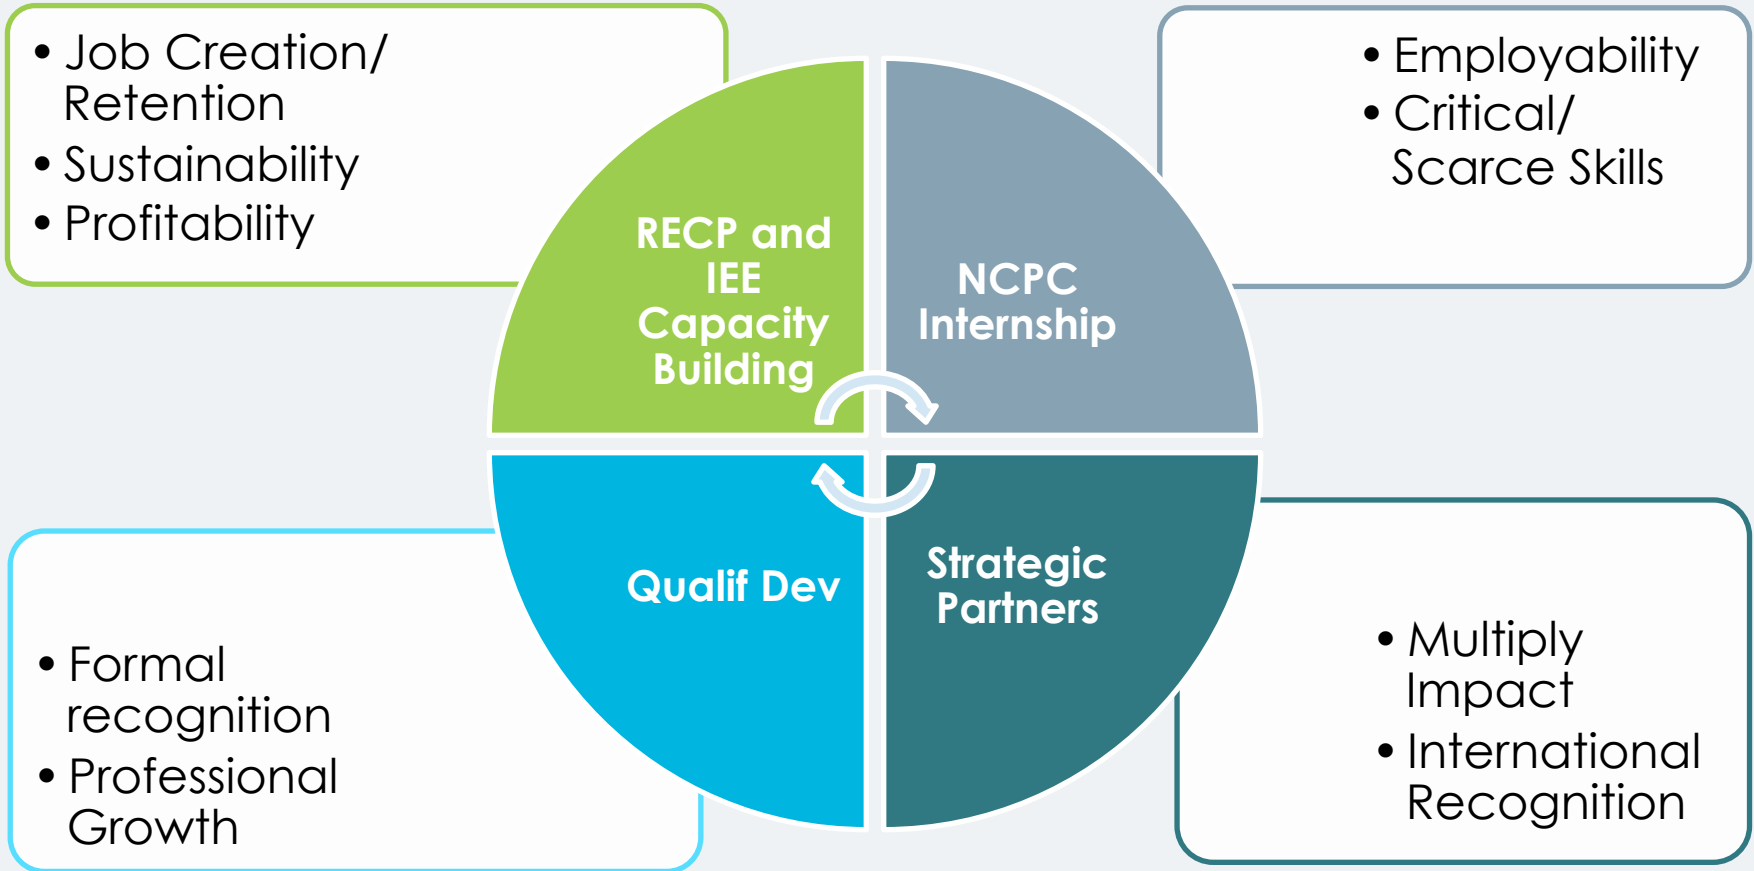 • Job Creation/
Retention
• Sustainability
• Profitability
RECP and
IEE
Capacity
Building
NCPC
Internship
• Employability
• Critical/
Scarce Skills
• Formal
recognition
• Professional
Growth
Qualif Dev
Strategic
Partners
• Multiply
Impact
• International
Recognition